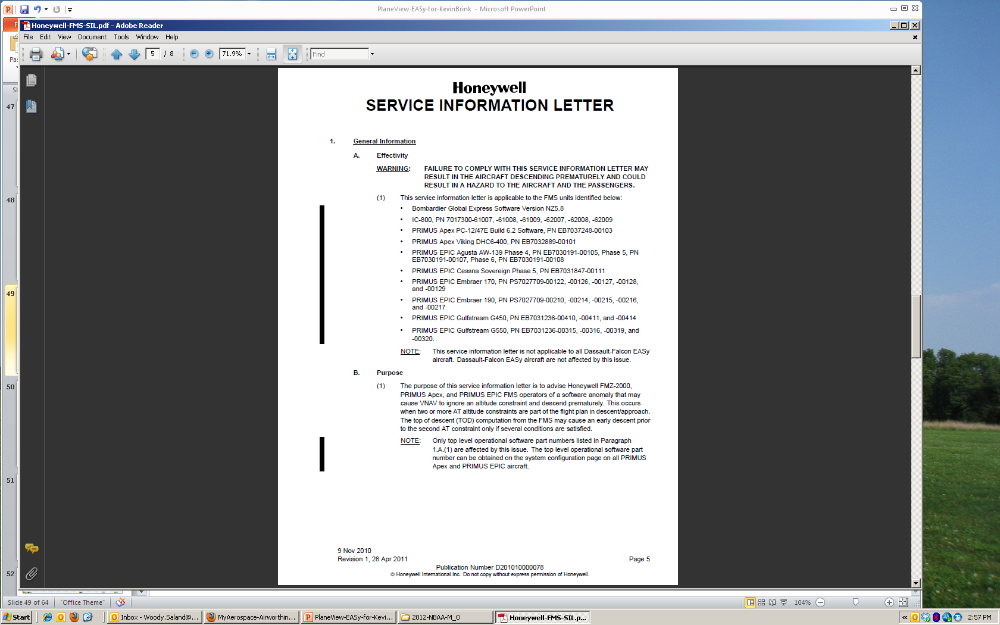 PlaneView-EASy-for-KevinBrink - Microsoft PowerPoint
Honeywell-FMS-SIL.pdf - Adobe Reader
File Edit View Document Tools Window Help
5 / 8 71.9% Find
47
48
49
50
51
52
Honeywell
SERVICE INFORMATION LETTER
1. General Information
A. Effectivity
WARNING: FAILURE TO COMPLY WITH THIS SERVICE INFORMATION LETTER MAY
RESULT IN THE AIRCRAFT DESCENDING PREMATURELY AND COULD
RESULT IN A HAZARD TO THE AIRCRAFT AND THE PASSENGERS.
(1) This service information letter is applicable to the FMS units identified below:
• Bombardier Global Express Software Version NZ5.8
• IC-800, PN 7017300-61007, -61008, -61009, -62007, -62008, -62009
• PRIMUS Apex PC-12/47E Build 6.2 Software, PN EB7037248-00103
• PRIMUS Apex Viking DHC6-400, PN EB7032889-00101
• PRIMUS EPIC Agusta AW-139 Phase 4, PN EB7030191-00105, Phase 5, PN
EB7030191-00107, Phase 6, PN EB7030191-00108
• PRIMUS EPIC Cessna Sovereign Phase 5, PN EB7031847-00111
• PRIMUS EPIC Embraer 170, PN PS7027709-00122, -00126, -00127, -00128,
and -00129
• PRIMUS EPIC Embraer 190, PN PS7027709-00210, -00214, -00215, -00216,
and -00217
• PRIMUS EPIC Gulfstream G450, PN EB7031236-00410, -00411, and -00414
• PRIMUS EPIC Gulfstream G550, PN EB7031236-00315, -00316, -00319, and
-00320.
NOTE: This service information letter is not applicable to all Dassault-Falcon EASy
aircraft. Dassault-Falcon EASy aircraft are not affected by this issue.
B. Purpose
(1) The purpose of this service information letter is to advise Honeywell FMZ-2000,
PRIMUS Apex, and PRIMUS EPIC FMS operators of a software anomaly that may
cause VNAV to ignore an altitude constraint and descend prematurely. This occurs
when two or more AT altitude constraints are part of the flight plan in descent/approach.
The top of descent (TOD) computation from the FMS may cause an early descent prior
to the second AT constraint only if several conditions are satisfied.
NOTE: Only top level operational software part numbers listed in Paragraph
1.A.(1) are affected by this issue. The top level operational software part
number can be obtained on the system configuration page on all PRIMUS
Apex and PRIMUS EPIC aircraft.
9 Nov 2010
Revision 1, 28 Apr 2011 Page 5
Publication Number D201010000078
© Honeywell International Inc. Do not copy without express permission of Honeywell.
Slide 49 of 64 "Office Theme" 104%
Start Inbox - Woody.Saland@... MyAerospace-Airworthin... PlaneView-EASy-for-Kevi... 2012-NBAA-M_O Honeywell-FMS-SIL.p... 2:57 PM